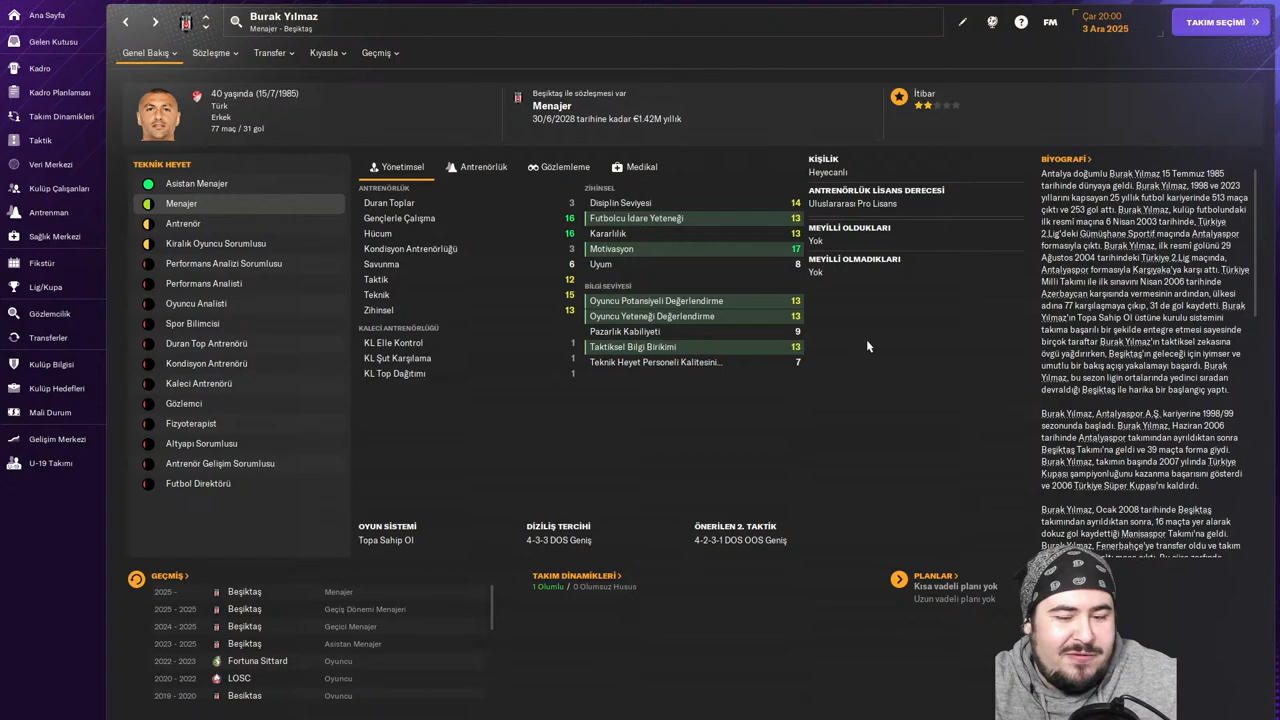 Ana Sayfa
Gelen Kutusu
Kadro
Kadro Planlaması
Takım Dinamikleri
Taktik
Veri Merkezi
Kulüp Çalışanları
Antrenman
Sağlık Merkezi
Fikstür
Lig/Kupa
Gözlemcilik
Transferler
Kulüp Bilgisi
Kulüp Hedefleri
Mali Durum
Gelişim Merkezi
U-19 Takımı
Burak Yılmaz
Menajer - Beşiktaş
FM
Çar 20:00
3 Ara 2025
TAKIM SEÇİMİ
Genel Bakış
Sözleşme
Transfer
Kıyasla
Geçmiş
40 yaşında (15/7/1985)
Türk
Erkek
77 maç / 31 gol
Beşiktaş ile sözleşmesi var
Menajer
30/6/2028 tarihine kadar €1.42M yıllık
İtibar
TEKNİK HEYET
Asistan Menajer
Menajer
Antrenör
Kiralık Oyuncu Sorumlusu
Performans Analizi Sorumlusu
Performans Analisti
Oyuncu Analisti
Spor Bilimcisi
Duran Top Antrenörü
Kondisyon Antrenörü
Kaleci Antrenörü
Gözlemci
Fizyoterapist
Altyapı Sorumlusu
Antrenör Gelişim Sorumlusu
Futbol Direktörü
Yönetimsel
Antrenörlük
Gözlemleme
Medikal
ANTRENÖRLÜK
Duran Toplar 3
Gençlerle Çalışma 16
Hücum 16
Kondisyon Antrenörlüğü 3
Savunma 6
Taktik 12
Teknik 15
Zihinsel 13
KALECİ ANTRENÖRLÜĞÜ
KL Elle Kontrol 1
KL Şut Karşılama 1
KL Top Dağıtımı 1
ZİHİNSEL
Disiplin Seviyesi 14
Futbolcu İdare Yeteneği 13
Kararlılık 13
Motivasyon 17
Uyum 8
BİLGİ SEVİYESİ
Oyuncu Potansiyeli Değerlendirme 13
Oyuncu Yeteneği Değerlendirme 13
Pazarlık Kabiliyeti 9
Taktiksel Bilgi Birikimi 13
Teknik Heyet Personeli Kalitesini... 7
KİŞİLİK
Heyecanlı
ANTRENÖRLÜK LİSANS DERECESİ
Uluslararası Pro Lisans
MEYİLLİ OLDUKLARI
Yok
MEYİLLİ OLMADIKLARI
Yok
OYUN SİSTEMİ
Topa Sahip Ol
DİZİLİŞ TERCİHİ
4-3-3 DOS Geniş
ÖNERİLEN 2. TAKTİK
4-2-3-1 DOS OOS Geniş
BİYOGRAFİ
Antalya doğumlu Burak Yılmaz 15 Temmuz 1985
tarihinde dünyaya geldi. Burak Yılmaz, 1998 ve 2023
yıllarını kapsayan 25 yıllık futbol kariyerinde 513 maça
çıktı ve 253 gol attı. Burak Yılmaz, kulüp futbolundaki
ilk resmi maçına 6 Nisan 2003 tarihinde, Türkiye
2.Lig'deki Gümüşhane Sportif maçında Antalyaspor
formasıyla çıktı. Burak Yılmaz, ilk resmi golünü 29
Ağustos 2004 tarihindeki Türkiye 2.Lig maçında,
Antalyaspor formasıyla Karşıyaka'ya karşı attı. Türkiye
Milli Takımı ile ilk sınavını Nisan 2006 tarihinde
Azerbaycan karşısında vermesinin ardından, ülkesi
adına 77 karşılaşmaya çıkıp, 31 de gol kaydetti. Burak
Yılmaz'ın Topa Sahip Ol üstüne kurulu sistemini
takıma başarılı bir şekilde entegre etmesi sayesinde
birçok taraftar Burak Yılmaz'ın taktiksel zekasına
övgü yağdırırken, Beşiktaş'ın geleceği için iyimser ve
umutlu bir bakış açısı yakalamayı başardı. Burak
Yılmaz, bu sezon ligin ortalarında yedinci sıradan
devraldığı Beşiktaş ile harika bir başlangıç yaptı.
Burak Yılmaz, Antalyaspor A.Ş. kariyerine 1998/99
sezonunda başladı. Burak Yılmaz, Haziran 2006
tarihinde Antalyaspor takımından ayrıldıktan sonra
Beşiktaş Takımı'na geldi ve 39 maçta forma giydi.
Burak Yılmaz, takımın başında 2007 yılında Türkiye
Kupası şampiyonluğunu kazanma başarısını gösterdi
ve 2006 Türkiye Süper Kupası'nı kaldırdı.
Burak Yılmaz, Ocak 2008 tarihinde Beşiktaş
takımından ayrıldıktan sonra, 16 maçta yer alarak
dokuz gol kaydettiği Manisaspor Takımı'na geldi.
Burak Yılmaz, Fenerbahçe'ye transfer oldu ve takım
GEÇMİŞ
2025 - Beşiktaş Menajer
2025 - 2025 Beşiktaş Geçiş Dönemi Menajeri
2024 - 2025 Beşiktaş Geçici Menajer
2023 - 2025 Beşiktaş Asistan Menajer
2022 - 2023 Fortuna Sittard Oyuncu
2020 - 2022 LOSC Oyuncu
2019 - 2020 Besiktas Oyuncu
TAKIM DİNAMİKLERİ
1 Olumlu / 0 Olumsuz Husus
PLANLAR
Kısa vadeli planı yok
Uzun vadeli planı yok